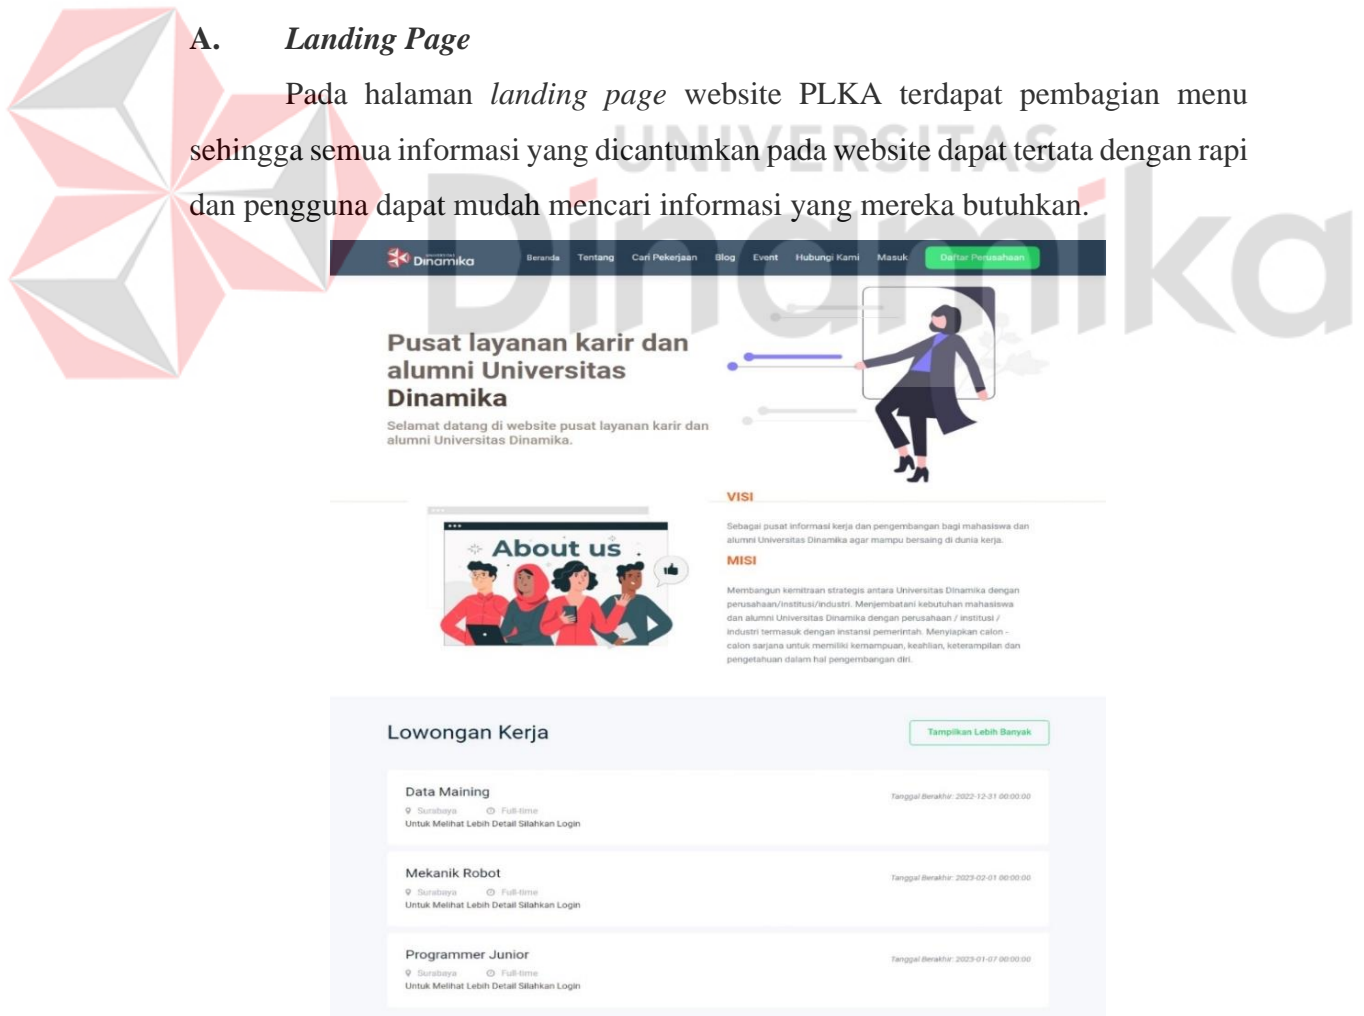 A. Landing Page
Pada halaman landing page website PLKA terdapat pembagian menu
sehingga semua informasi yang dicantumkan pada website dapat tertata dengan rapi
dan pengguna dapat mudah mencari informasi yang mereka butuhkan.
UNIVERSITAS
Dinamika
UNIVERSITAS
Dinamika Beranda Tentang Cari Pekerjaan Blog Event Hubungi Kami Masuk Daftar Perusahaan
Pusat layanan karir dan
alumni Universitas
Dinamika
Selamat datang di website pusat layanan karir dan
alumni Universitas Dinamika.
About us
VISI
Sebagai pusat informasi kerja dan pengembangan bagi mahasiswa dan
alumni Universitas Dinamika agar mampu bersaing di dunia kerja.
MISI
Membangun kemitraan strategis antara Universitas Dinamika dengan
perusahaan/institusi/industri. Menjembatani kebutuhan mahasiswa
dan alumni Universitas Dinamika dengan perusahaan / institusi /
industri termasuk dengan instansi pemerintah. Menyiapkan calon -
calon sarjana untuk memiliki kemampuan, keahlian, keterampilan dan
pengetahuan dalam hal pengembangan diri.
Lowongan Kerja Tampilkan Lebih Banyak
Data Maining Tanggal Berakhir: 2022-12-31 00:00:00
Surabaya Full-time
Untuk Melihat Lebih Detail Silahkan Login
Mekanik Robot Tanggal Berakhir: 2023-02-01 00:00:00
Surabaya Full-time
Untuk Melihat Lebih Detail Silahkan Login
Programmer Junior Tanggal Berakhir: 2023-01-07 00:00:00
Surabaya Full-time
Untuk Melihat Lebih Detail Silahkan Login